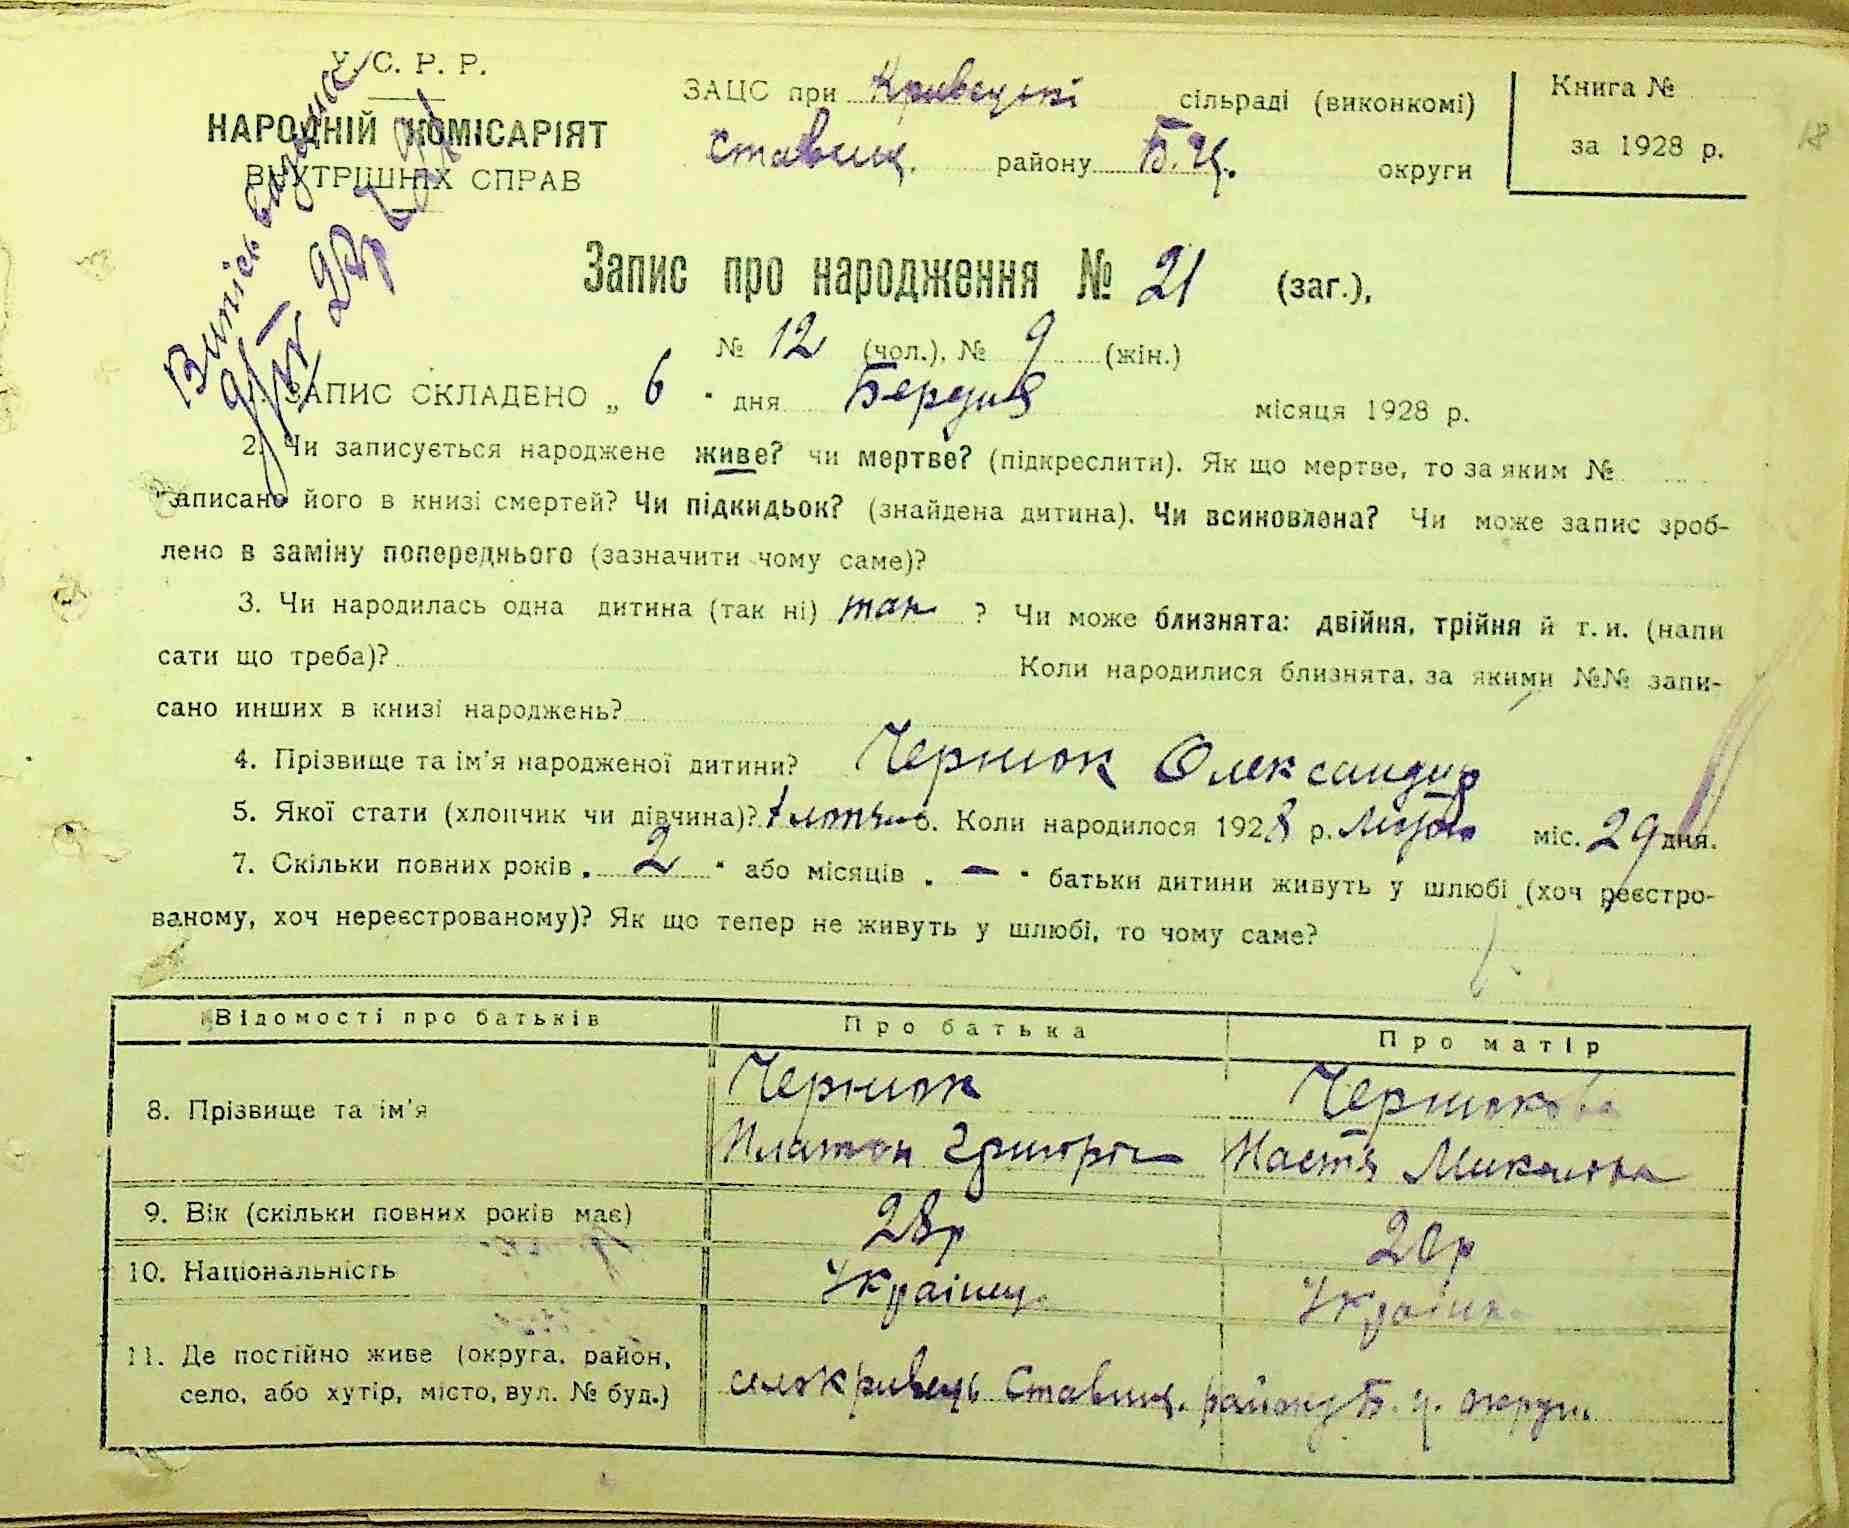 У. С. Р. Р.
НАРОДНІЙ КОМІСАРІЯТ
ВНУТРІШНІХ СПРАВ
ЗАЦС при Кривецькі сільраді (виконкомі)
Ставищ. району Б.Ц. округи
Книга №
за 1928 р.
18
Випись видана
Запис про народження № 21 (заг.),
№ 12 (чол.), № 9 (жін.)
ЗАПИС СКЛАДЕНО „ 6 " дня Березня місяця 1928 р.
2. Чи записується народжене живе? чи мертве? (підкреслити). Як що мертве, то за яким №
записано його в книзі смертей? Чи підкидьок? (знайдена дитина). Чи всиновлена? Чи може запис зроб-
лено в заміну попереднього (зазначити чому саме)?
3. Чи народилась одна дитина (так ні) так ? Чи може близнята: двійня, трійня й т. и. (напи
сати що треба)? Коли народилися близнята, за якими №№ запи-
сано инших в книзі народжень?
4. Прізвище та ім'я народженої дитини? Чернюк Олександр
5. Якої стати (хлопчик чи дівчина)? Хлопчик 6. Коли народилося 1928 р. Лютого міс. 29 дня.
7. Скільки повних років „ 2 " або місяців „ — " батьки дитини живуть у шлюбі (хоч реєстро-
ваному, хоч нереєстрованому)? Як що тепер не живуть у шлюбі, то чому саме?
Відомості про батьків Про батька Про матір
8. Прізвище та ім'я Чернюк Чернюкова
Платон Григоро Настя Миколова
9. Вік (скільки повних років має) 28р 20р
10. Національність Українець Українка
11. Де постійно живе (округа, район,
село, або хутір, місто, вул. № буд.) село Кривець Ставищ. району Б. Ц. округи